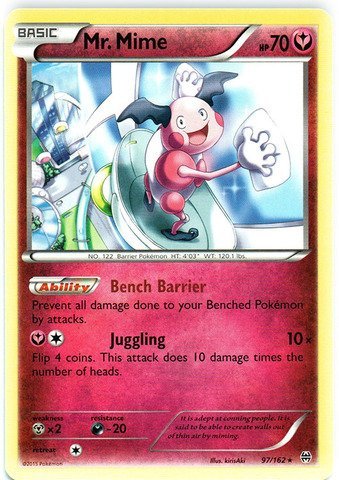 BASIC
Mr. Mime
HP70
NO. 122 Barrier Pokémon HT: 4'03" WT: 120.1 lbs.
Ability Bench Barrier
Prevent all damage done to your Benched Pokémon
by attacks.
Juggling 10×
Flip 4 coins. This attack does 10 damage times the
number of heads.
weakness resistance
×2 -20
retreat
It is adept at conning people. It is
said to be able to create walls out
of thin air by miming.
Illus. kirisAki
©2015 Pokémon
97/162 ★